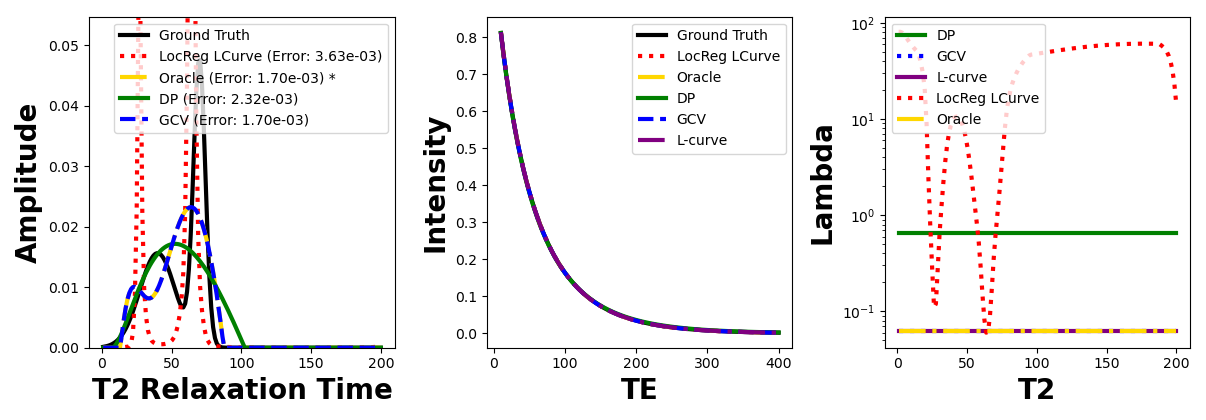 Amplitude
0.05
0.04
0.03
0.02
0.01
0.00
Ground Truth
LocReg LCurve (Error: 3.63e-03)
Oracle (Error: 1.70e-03) *
DP (Error: 2.32e-03)
GCV (Error: 1.70e-03)
0 50 100 150 200
T2 Relaxation Time
Intensity
0.8
0.7
0.6
0.5
0.4
0.3
0.2
0.1
0.0
Ground Truth
LocReg LCurve
Oracle
DP
GCV
L-curve
0 100 200 300 400
TE
Lambda
10²
10¹
10⁰
10⁻¹
DP
GCV
L-curve
LocReg LCurve
Oracle
0 50 100 150 200
T2